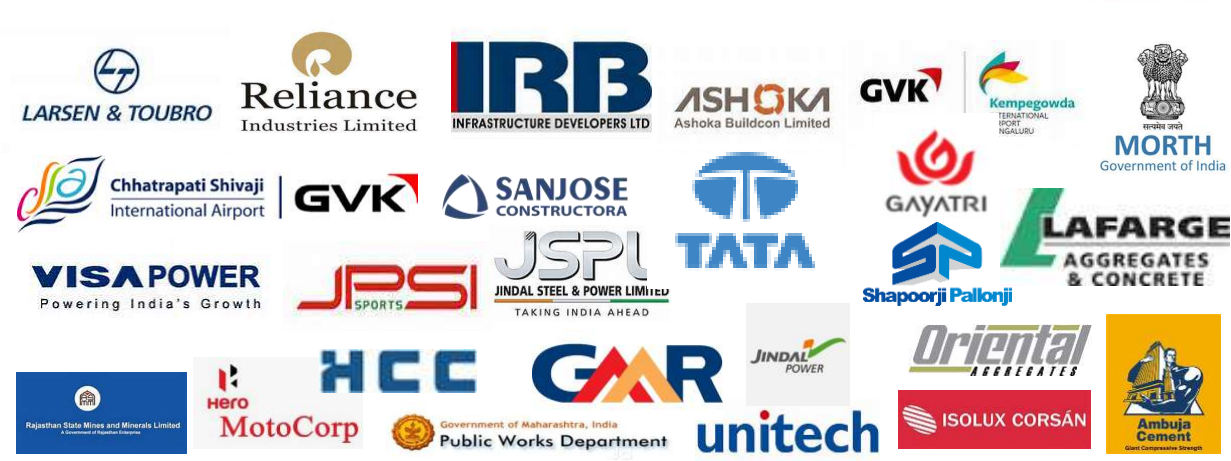 LARSEN & TOUBRO
Reliance
Industries Limited
IRB
INFRASTRUCTURE DEVELOPERS LTD
ASHOKA
Ashoka Buildcon Limited
GVK
Kempegowda
TERNATIONAL
IPORT
NGALURU
सत्यमेव जयते
MORTH
Government of India
Chhatrapati Shivaji
International Airport
GVK
SANJOSE
CONSTRUCTORA
TATA
GAYATRI
LAFARGE
AGGREGATES
& CONCRETE
VISA POWER
Powering India's Growth
JPSI
SPORTS
JSPL
JINDAL STEEL & POWER LIMITED
TAKING INDIA AHEAD
SP
Shapoorji Pallonji
Rajasthan State Mines and Minerals Limited
A Government of Rajasthan Enterprise
Hero
MotoCorp
HCC
GMR
JINDAL
POWER
Oriental
AGGREGATES
Government of Maharashtra, India
Public Works Department
unitech
ISOLUX CORSÁN
Ambuja
Cement
Giant Compressive Strength